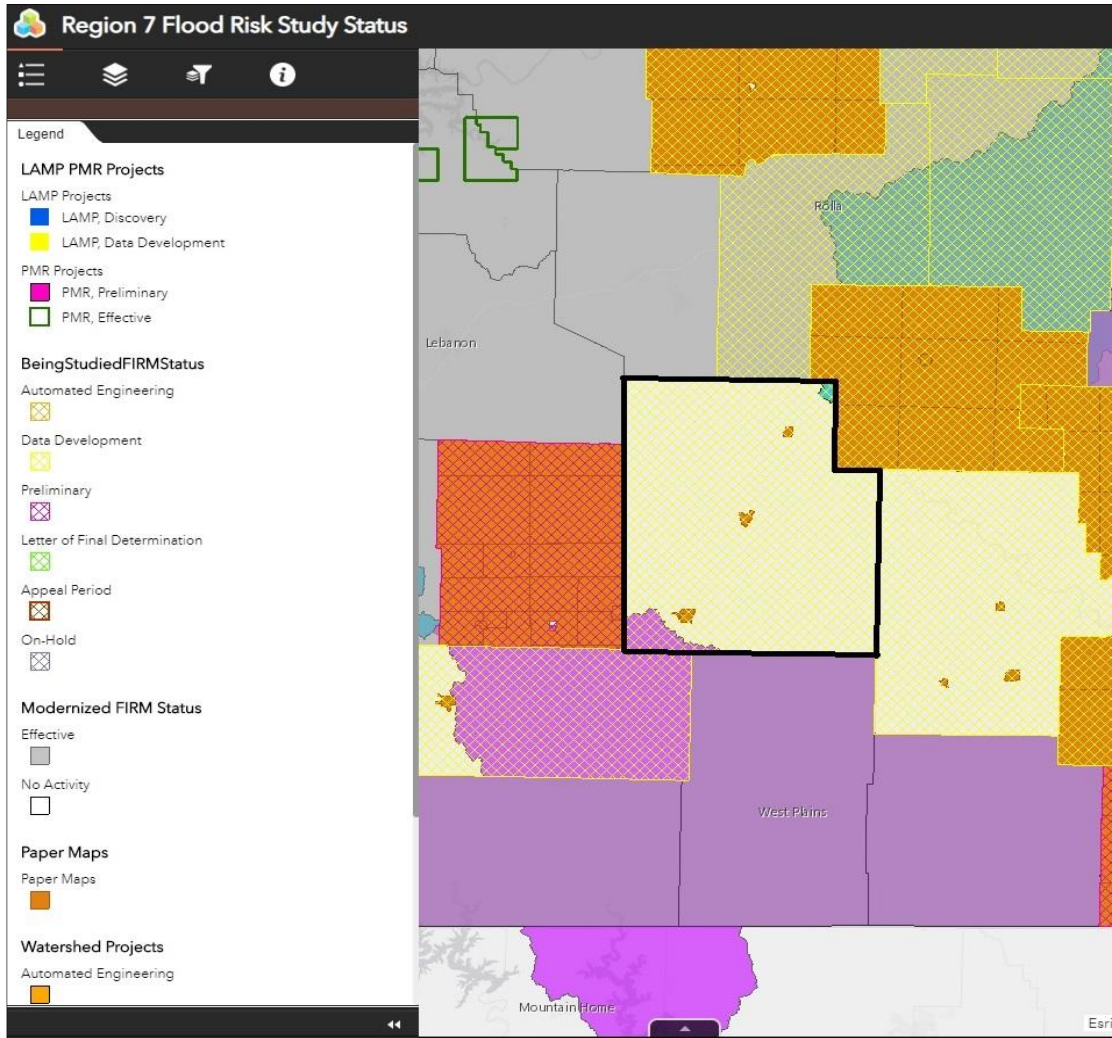 Region 7 Flood Risk Study Status
Legend
LAMP PMR Projects
LAMP Projects
LAMP, Discovery
LAMP, Data Development
PMR Projects
PMR, Preliminary
PMR, Effective
BeingStudiedFIRMStatus
Automated Engineering
Data Development
Preliminary
Letter of Final Determination
Appeal Period
On-Hold
Modernized FIRM Status
Effective
No Activity
Paper Maps
Paper Maps
Watershed Projects
Automated Engineering
Rolla
Lebanon
West Plains
Mountain Home
Esri